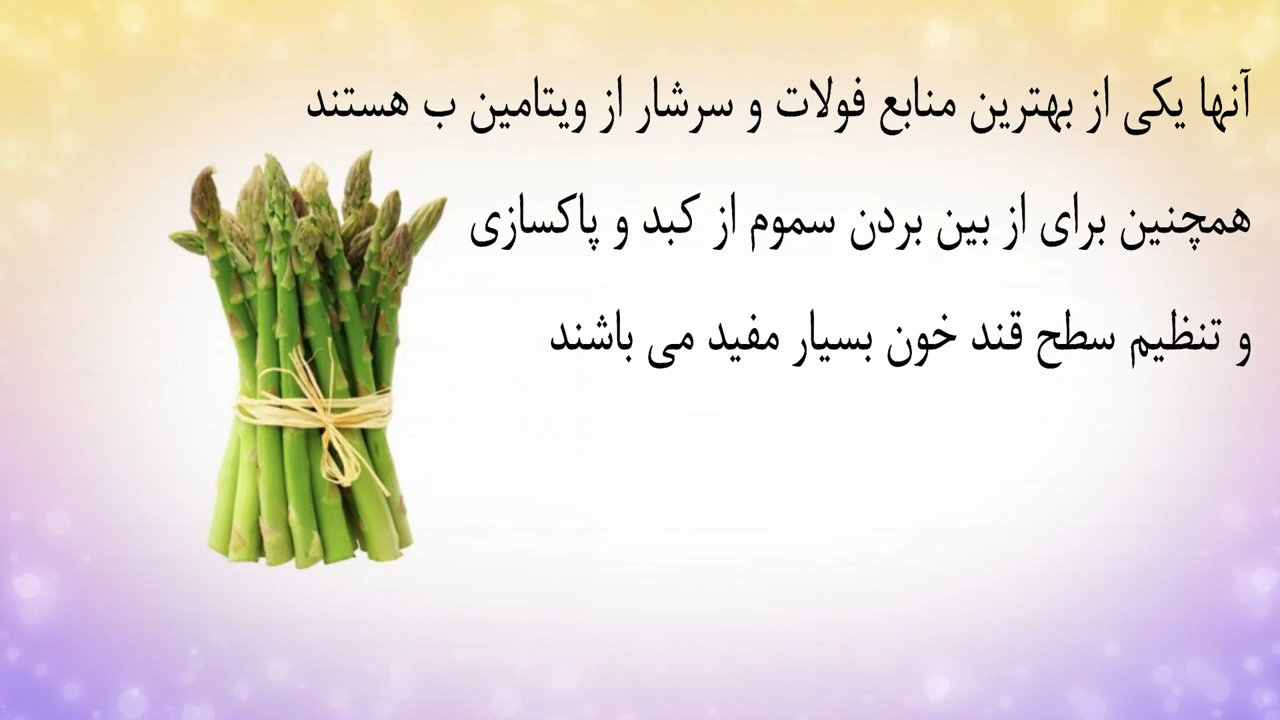 آنها یکی از بهترین منابع فولات و سرشار از ویتامین ب هستند
همچنین برای از بین بردن سموم از کبد و پاکسازی
و تنظیم سطح قند خون بسیار مفید می باشند